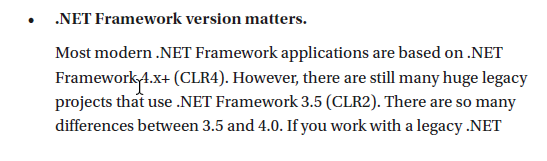 • .NET Framework version matters.
Most modern .NET Framework applications are based on .NET
Framework 4.x+ (CLR4). However, there are still many huge legacy
projects that use .NET Framework 3.5 (CLR2). There are so many
differences between 3.5 and 4.0. If you work with a legacy .NET